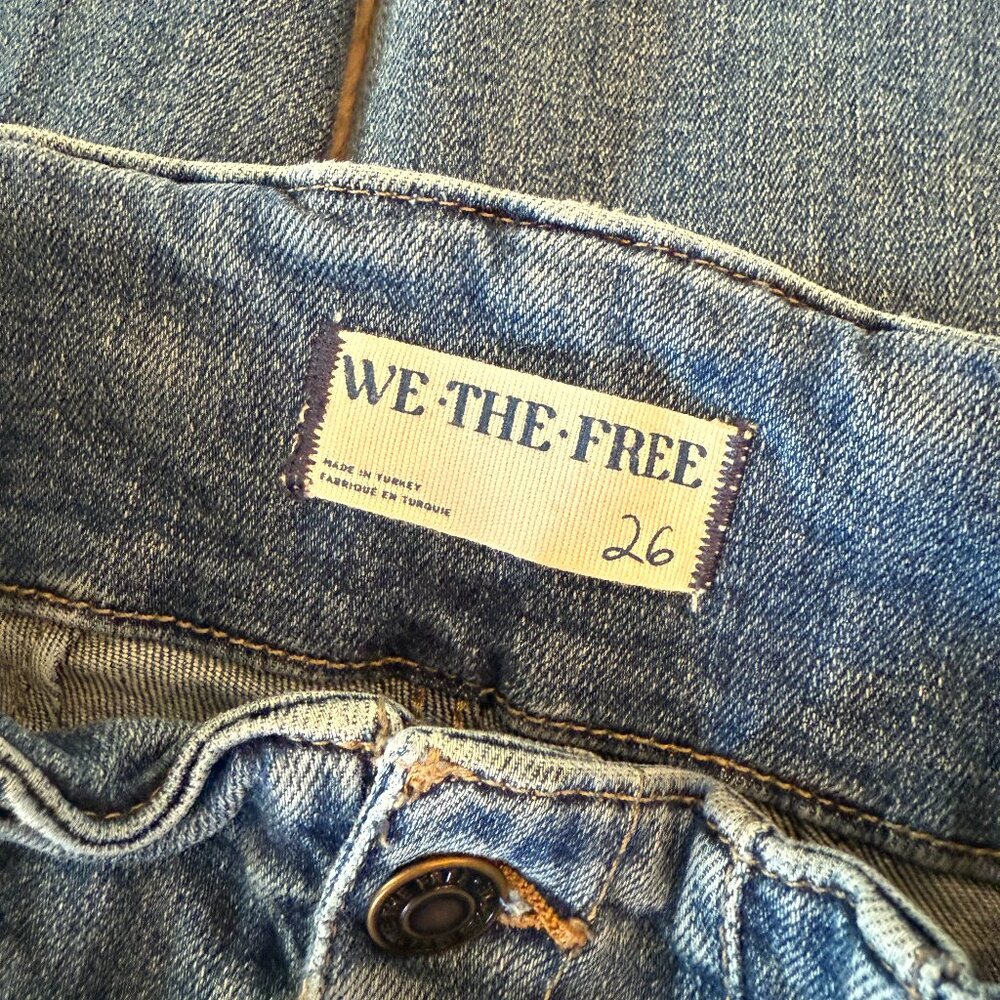 WE·THE·FREE
MADE IN TURKEY
FABRIQUÉ EN TURQUIE
26